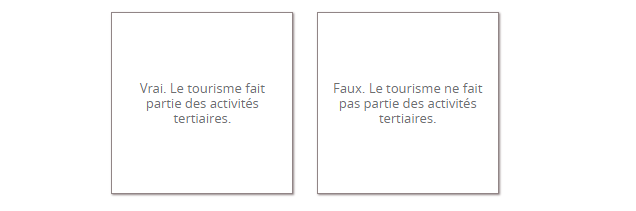 Vrai. Le tourisme fait
partie des activités
tertiaires.
Faux. Le tourisme ne fait
pas partie des activités
tertiaires.